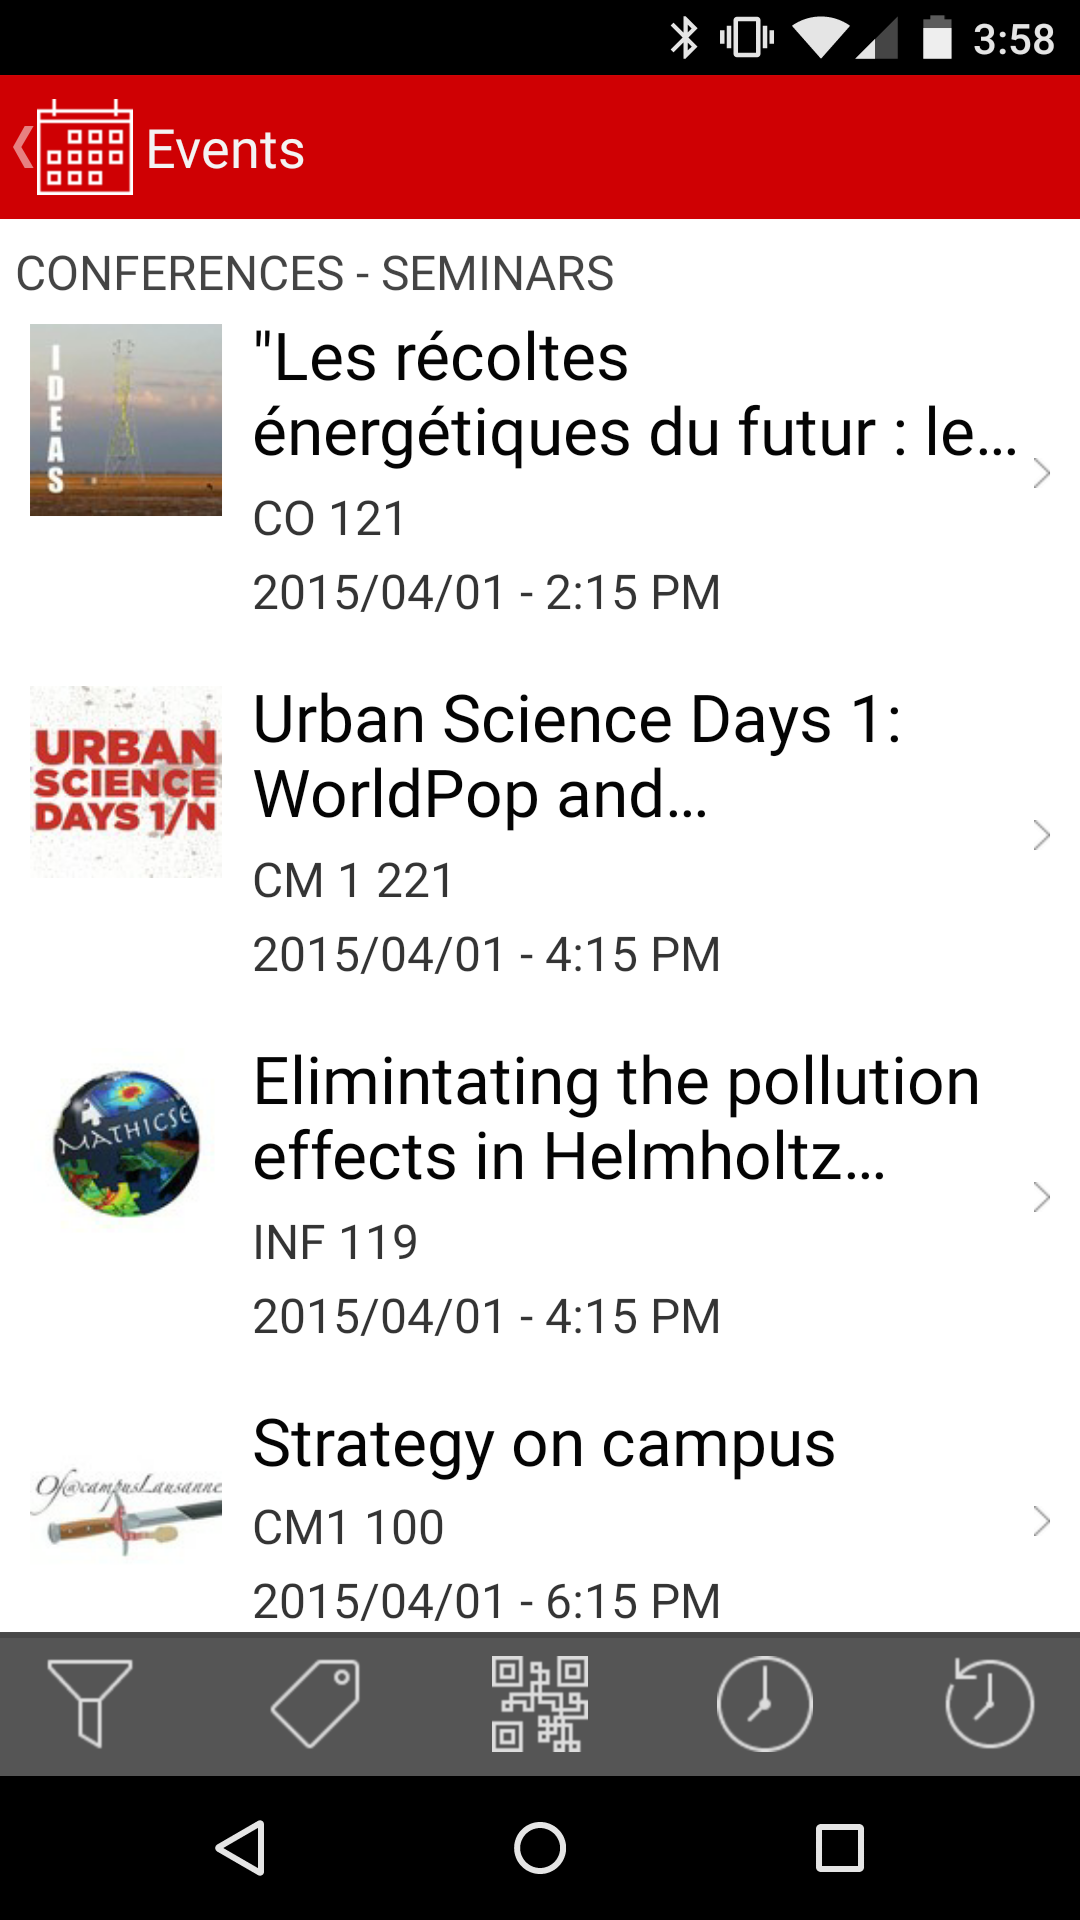 3:58
Events
CONFERENCES - SEMINARS
IDEAS
"Les récoltes
énergétiques du futur : le...
CO 121
2015/04/01 - 2:15 PM
URBAN
SCIENCE
DAYS 1/N
Urban Science Days 1:
WorldPop and...
CM 1 221
2015/04/01 - 4:15 PM
MATHICSE
Elimintating the pollution
effects in Helmholtz...
INF 119
2015/04/01 - 4:15 PM
Of@campusLausanne
Strategy on campus
CM1 100
2015/04/01 - 6:15 PM